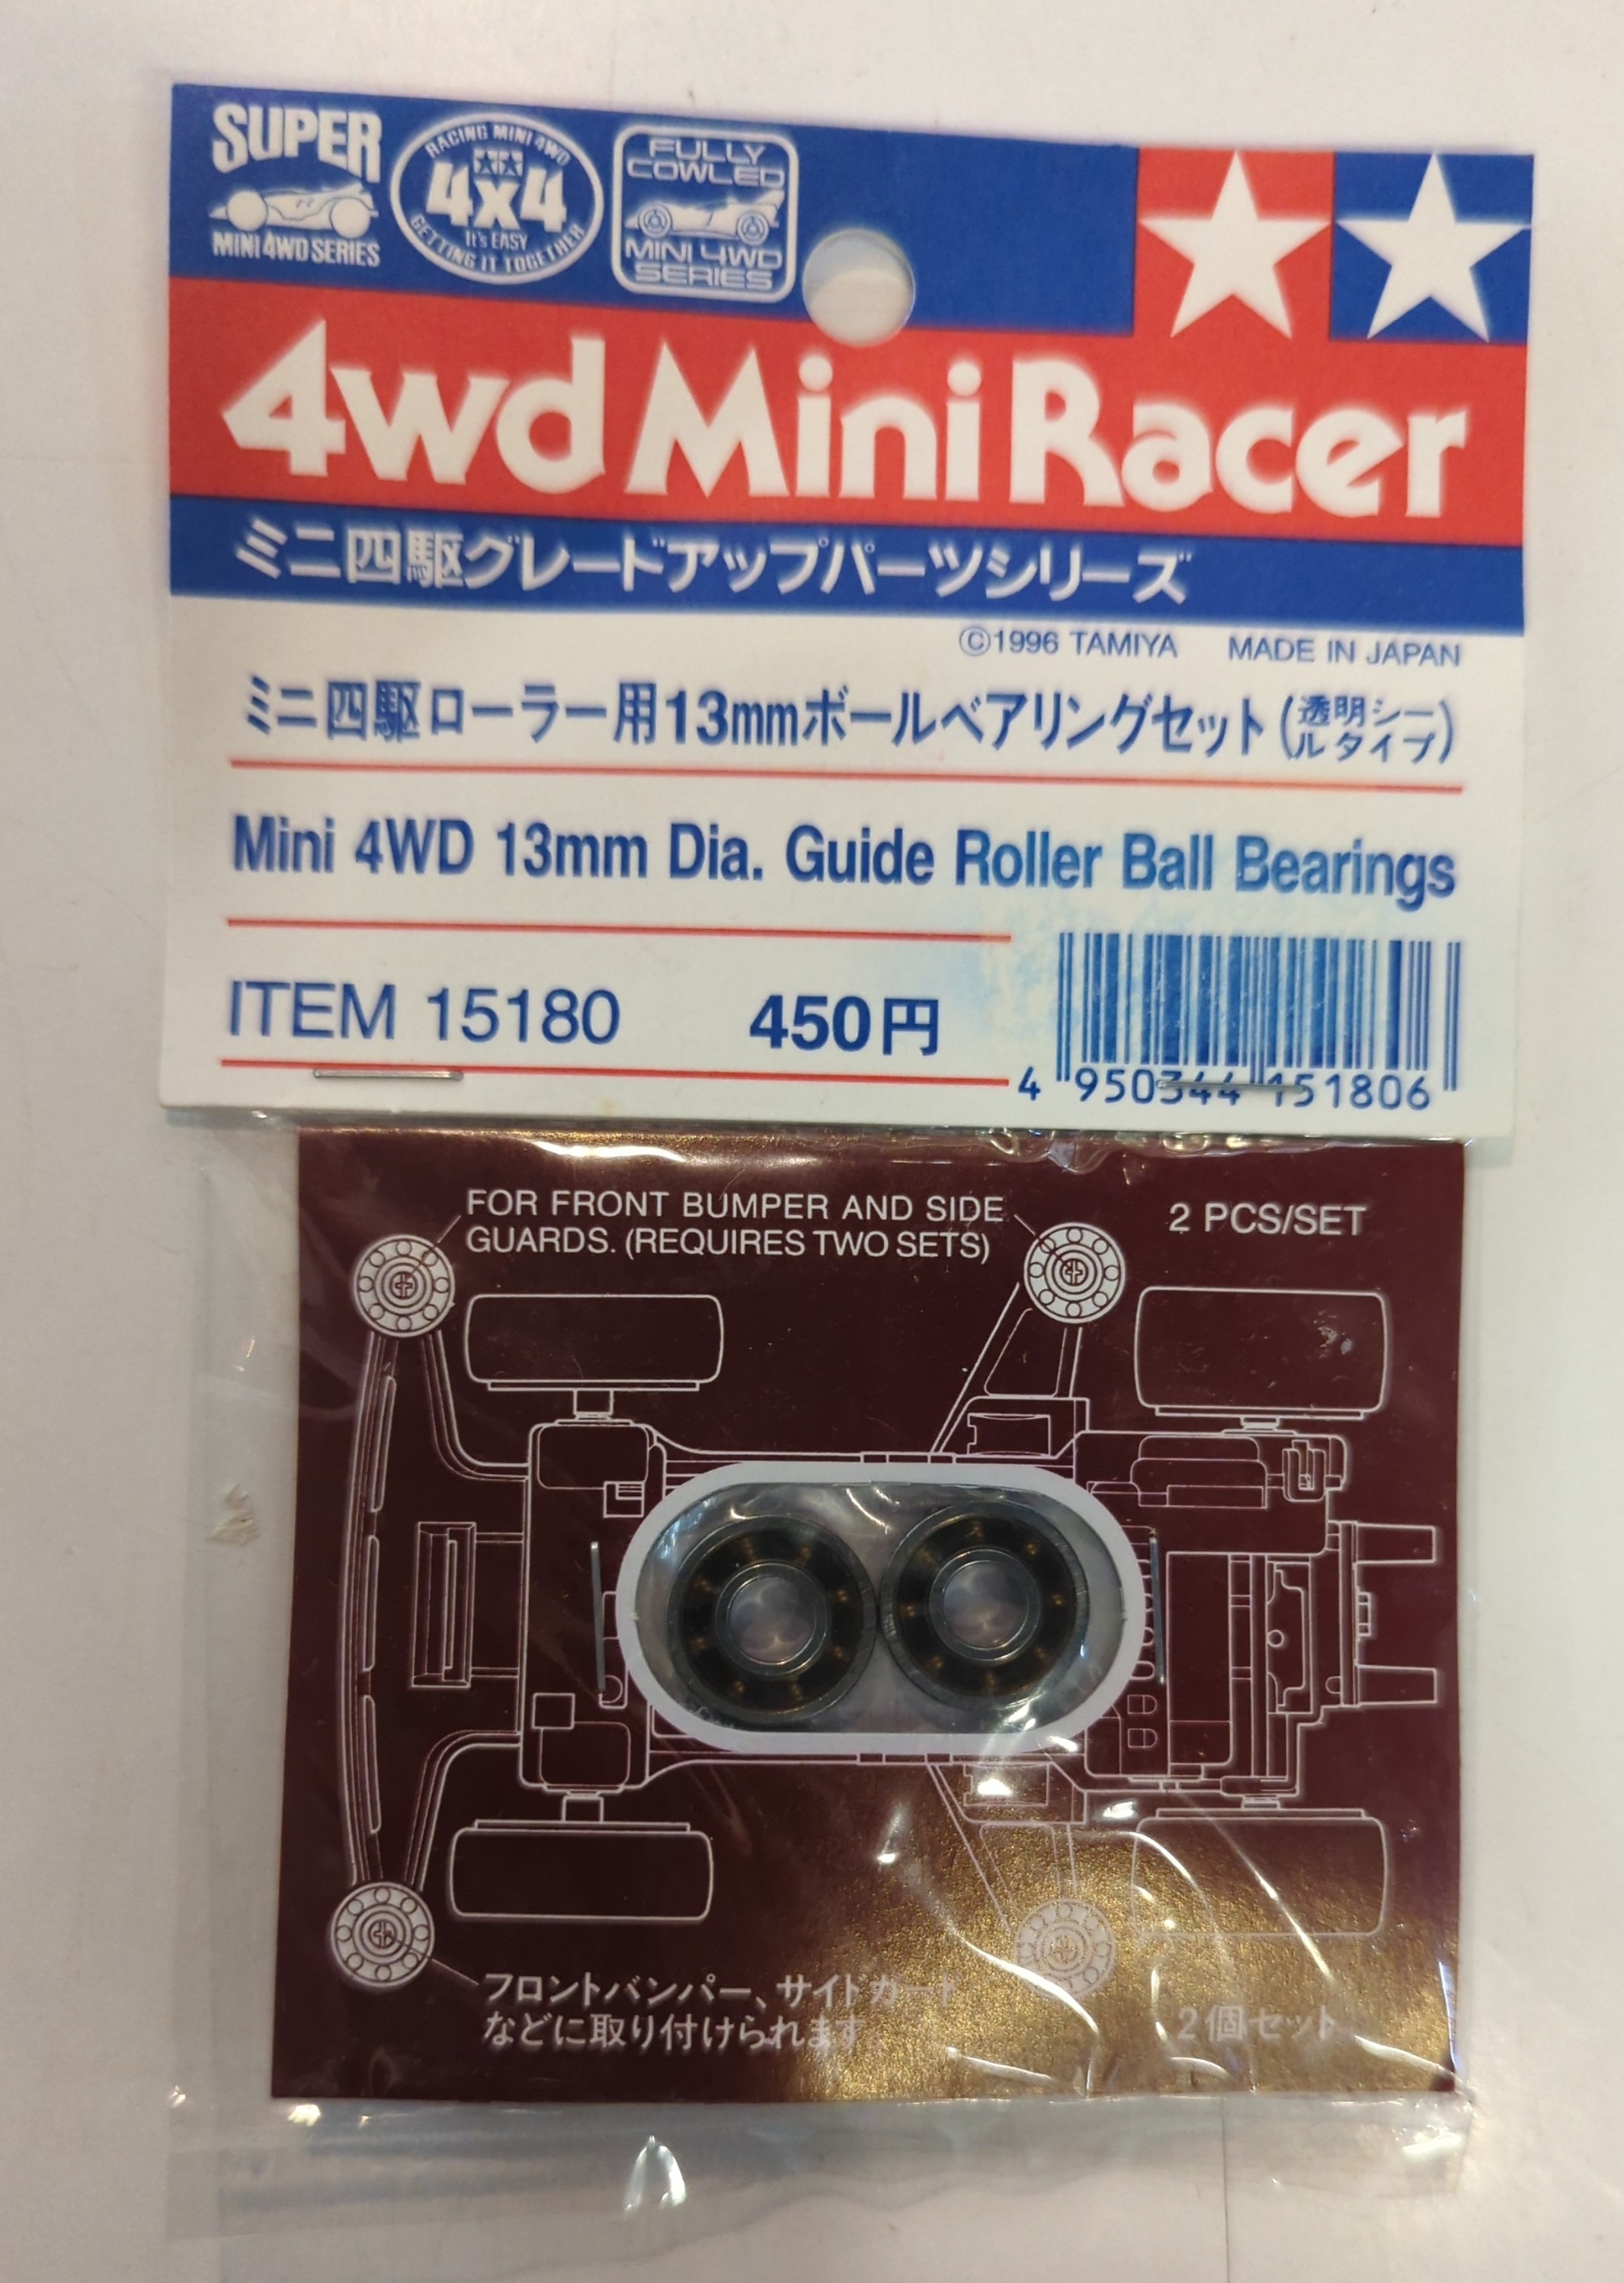 SUPER
MINI 4WD SERIES
RACING MINI 4WD
4x4
It's EASY
GETTING IT TOGETHER
FULLY
COWLED
MINI 4WD
SERIES
4wd Mini Racer
ミニ四駆グレードアップパーツシリーズ
©1996 TAMIYA MADE IN JAPAN
ミニ四駆ローラー用13mmボールベアリングセット(透明シールタイプ)
Mini 4WD 13mm Dia. Guide Roller Ball Bearings
ITEM 15180 450円
4 950344 151806
FOR FRONT BUMPER AND SIDE
GUARDS. (REQUIRES TWO SETS)
2 PCS/SET
フロントバンパー、サイドガード
などに取り付けられます
2個セット